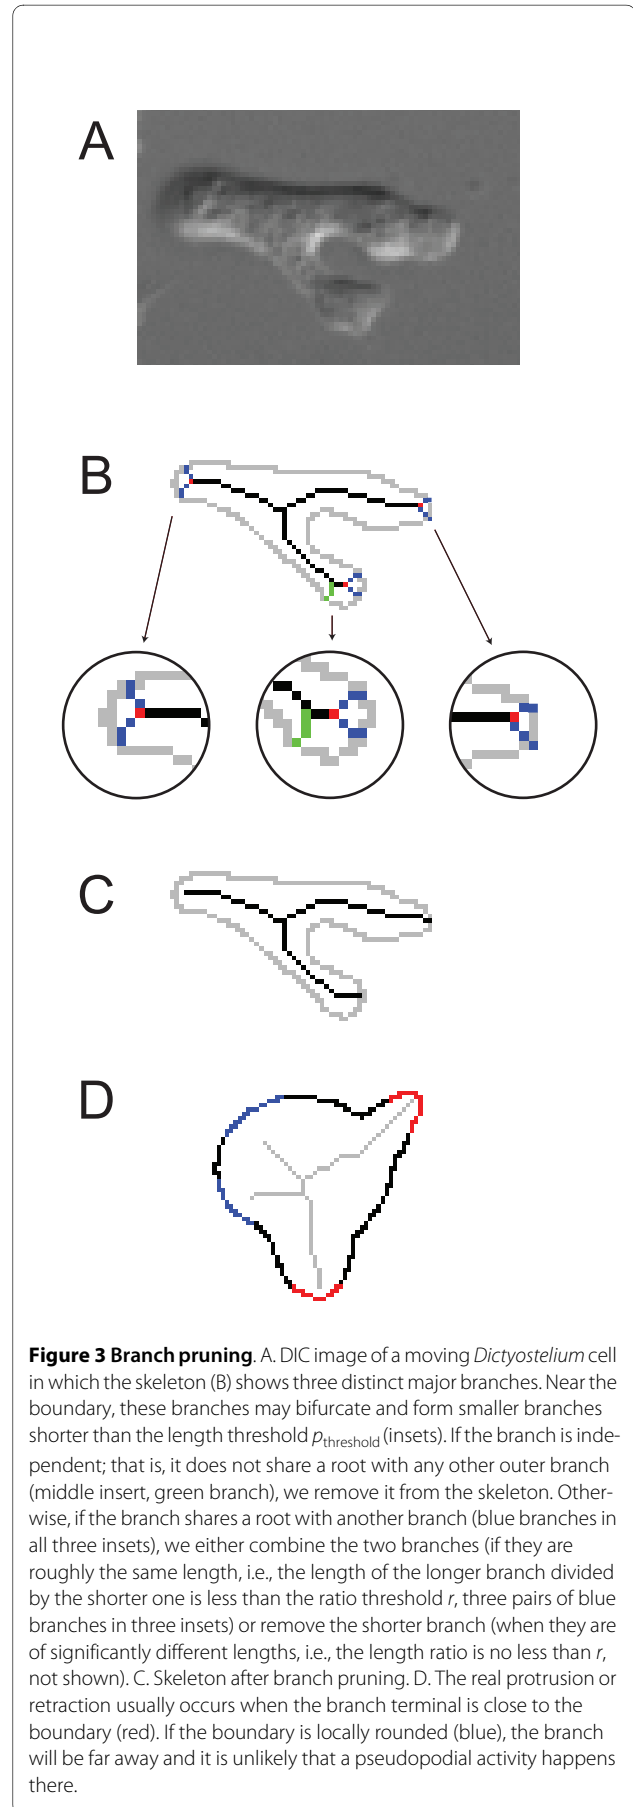 A
B
C
D
Figure 3 Branch pruning. A. DIC image of a moving Dictyostelium cell
in which the skeleton (B) shows three distinct major branches. Near the
boundary, these branches may bifurcate and form smaller branches
shorter than the length threshold pthreshold (insets). If the branch is inde-
pendent; that is, it does not share a root with any other outer branch
(middle insert, green branch), we remove it from the skeleton. Other-
wise, if the branch shares a root with another branch (blue branches in
all three insets), we either combine the two branches (if they are
roughly the same length, i.e., the length of the longer branch divided
by the shorter one is less than the ratio threshold r, three pairs of blue
branches in three insets) or remove the shorter branch (when they are
of significantly different lengths, i.e., the length ratio is no less than r,
not shown). C. Skeleton after branch pruning. D. The real protrusion or
retraction usually occurs when the branch terminal is close to the
boundary (red). If the boundary is locally rounded (blue), the branch
will be far away and it is unlikely that a pseudopodial activity happens
there.